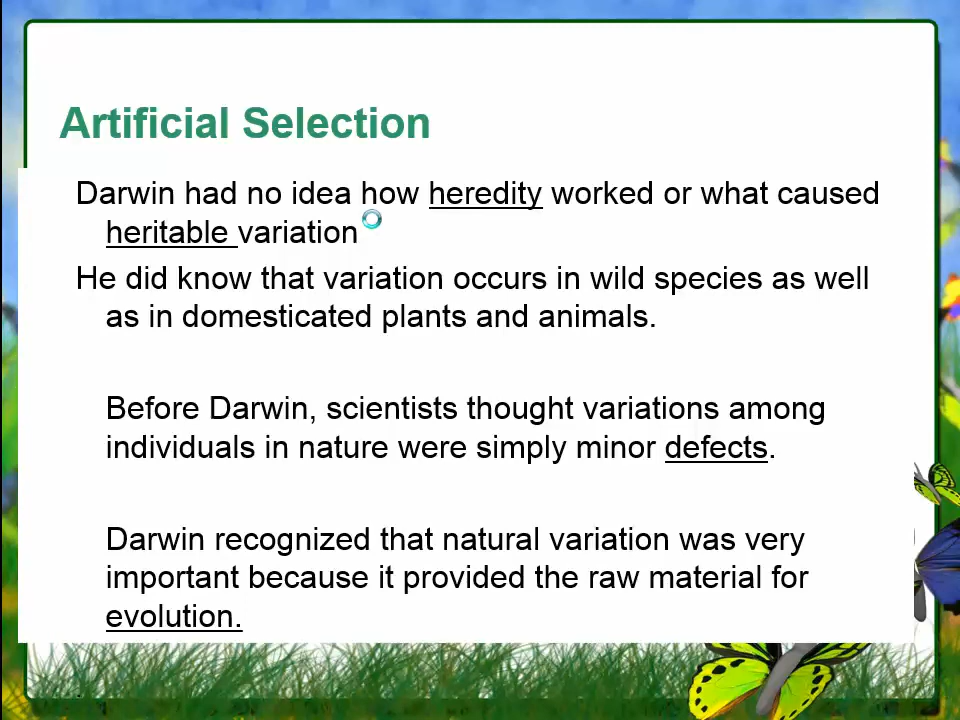 Artificial Selection
Darwin had no idea how heredity worked or what caused
heritable variation
He did know that variation occurs in wild species as well
as in domesticated plants and animals.
Before Darwin, scientists thought variations among
individuals in nature were simply minor defects.
Darwin recognized that natural variation was very
important because it provided the raw material for
evolution.